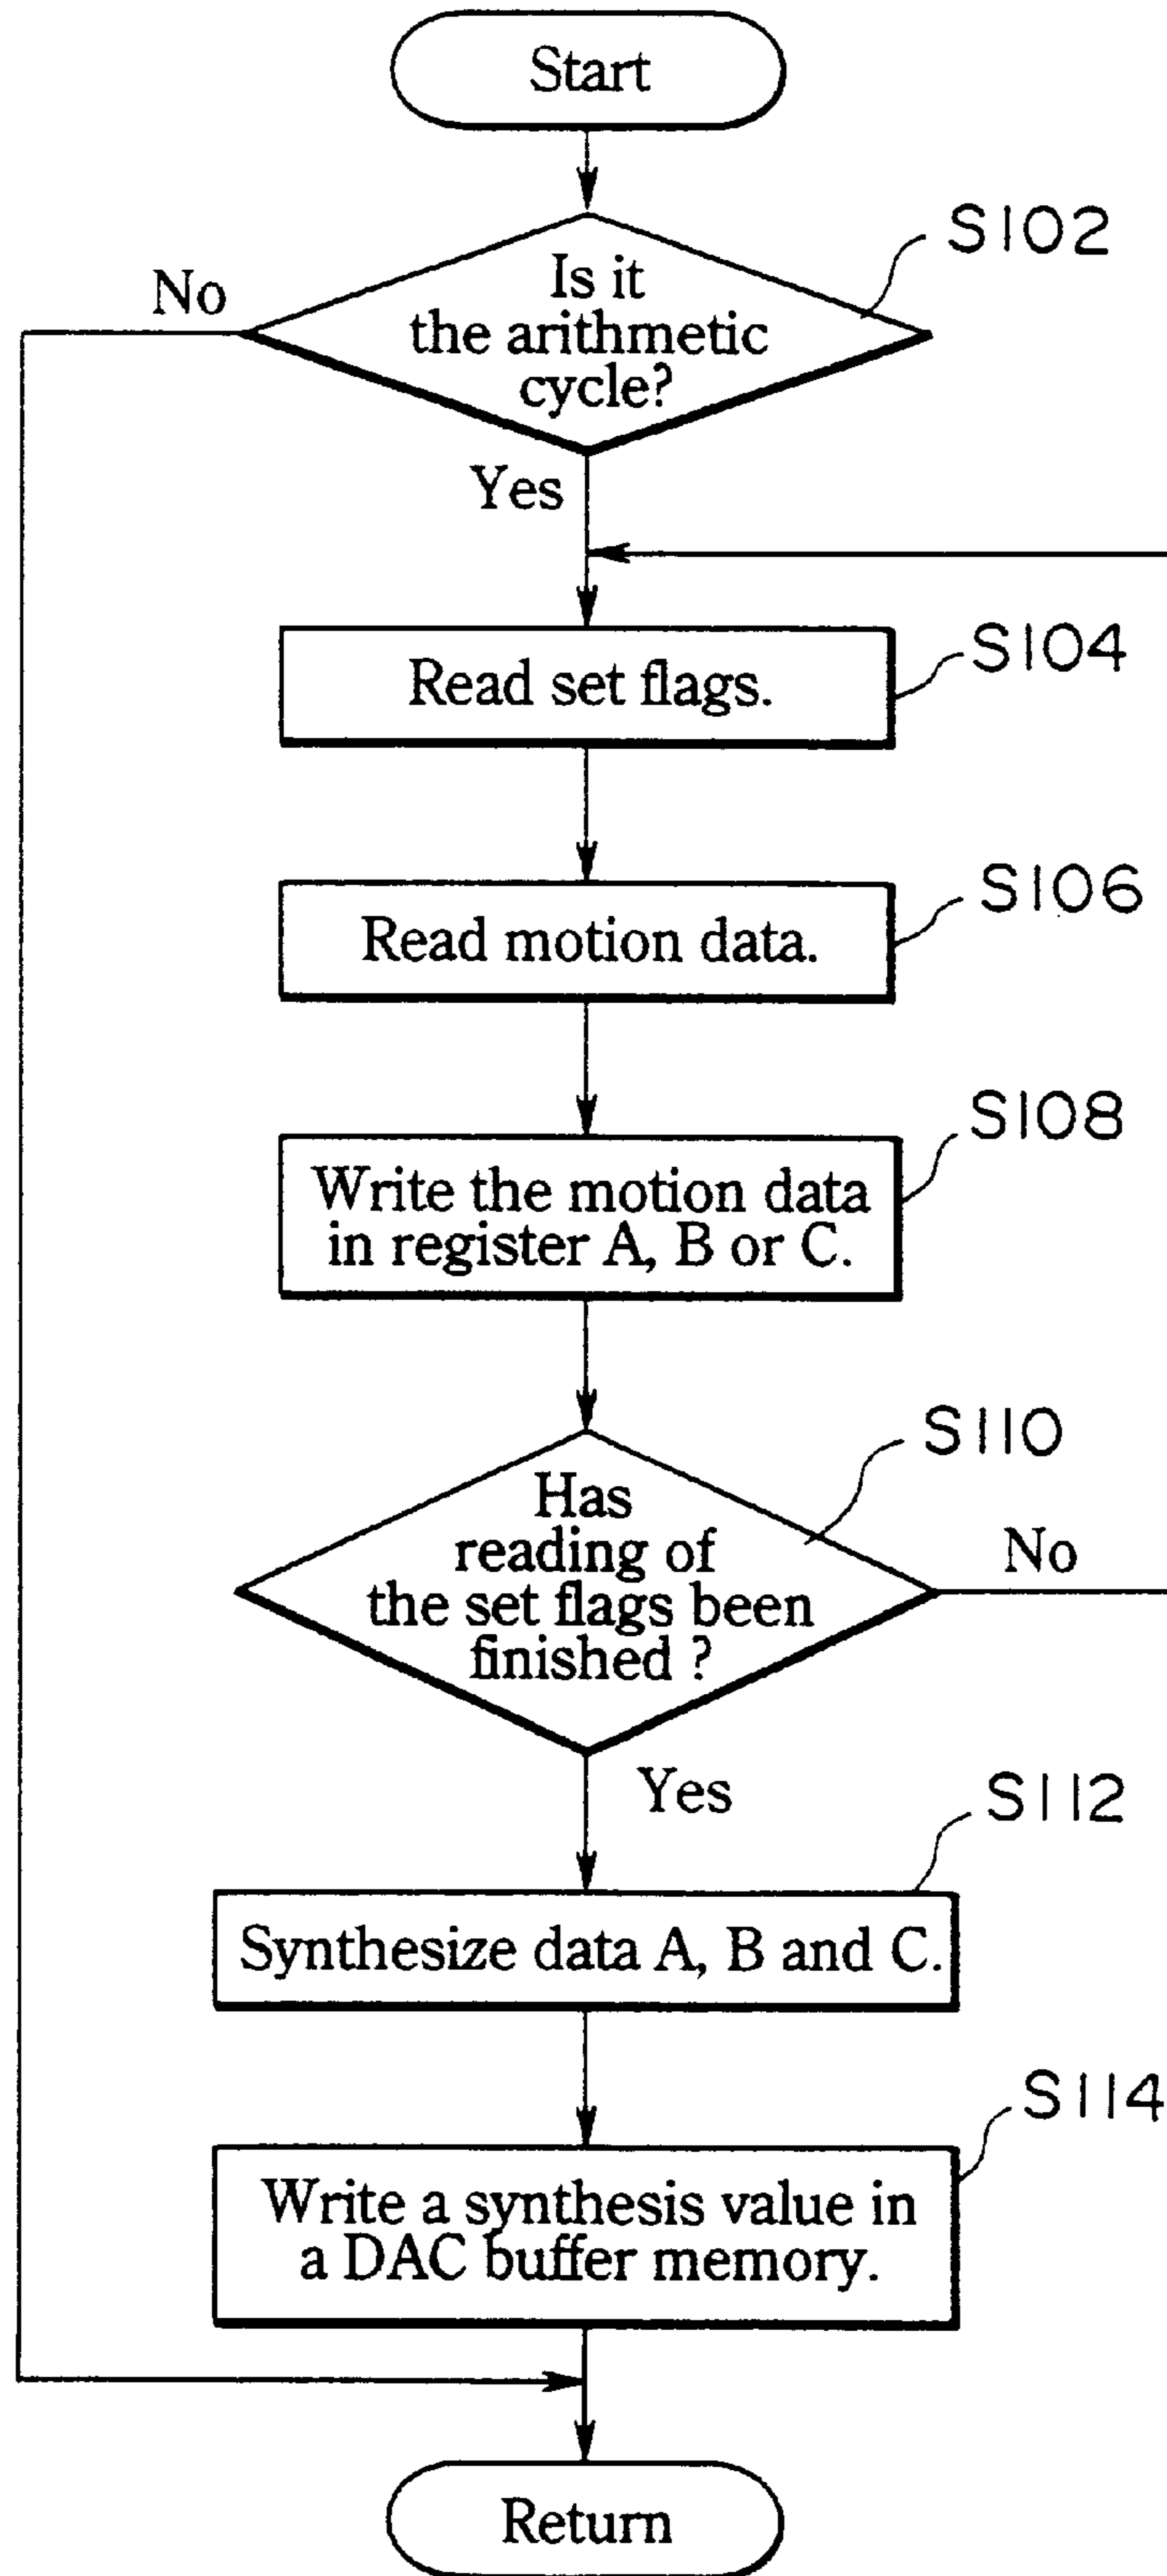 Start
S102
No
Is it
the arithmetic
cycle?
Yes
S104
Read set flags.
S106
Read motion data.
S108
Write the motion data
in register A, B or C.
S110
Has
reading of
the set flags been
finished ?
No
Yes
S112
Synthesize data A, B and C.
S114
Write a synthesis value in
a DAC buffer memory.
Return